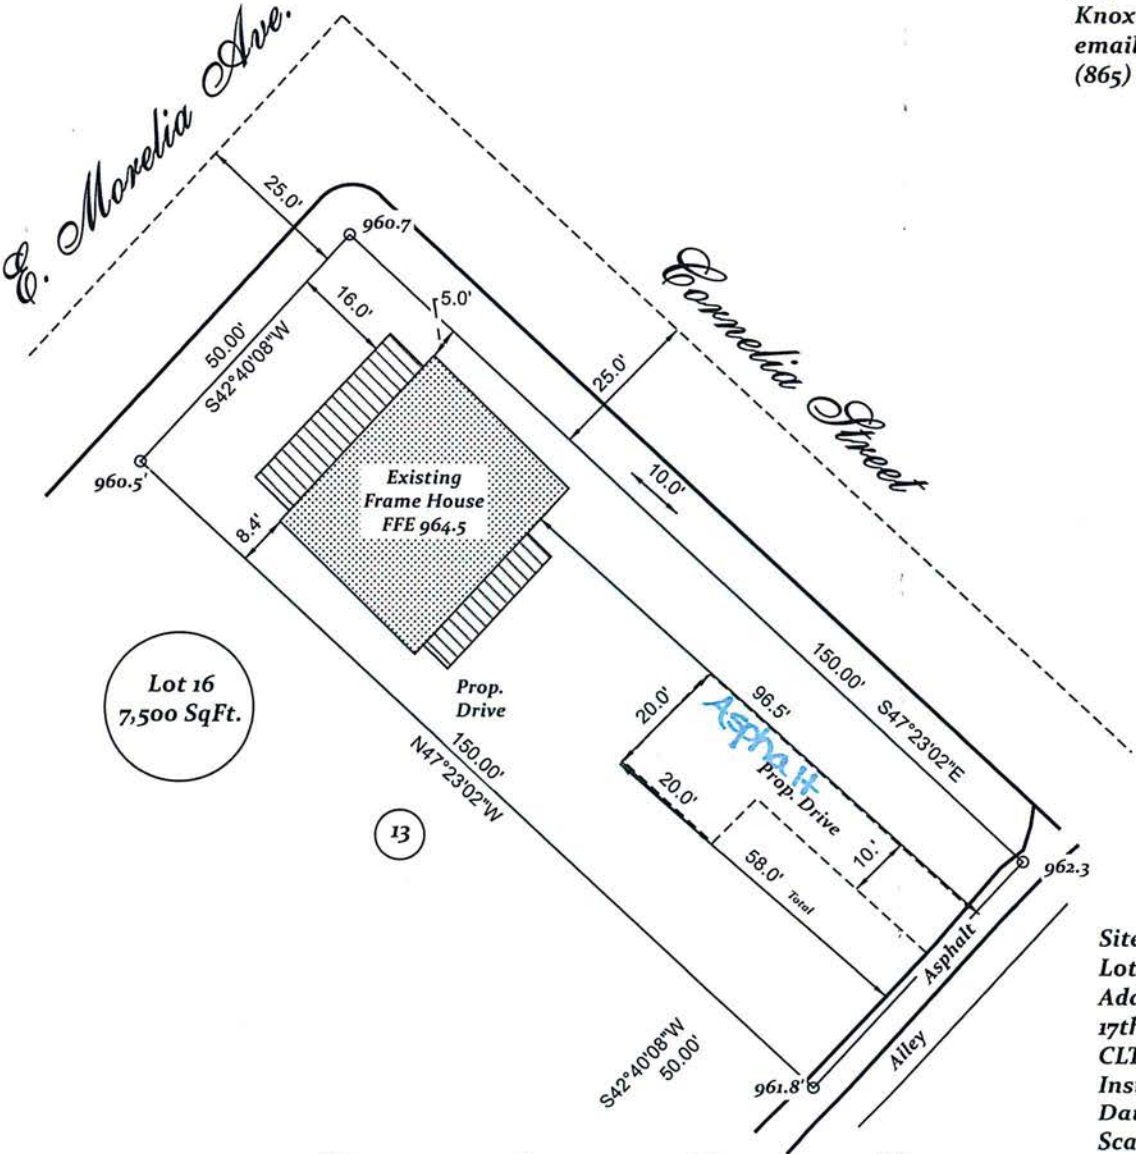 Knox
email
(865)
E. Morelia Ave.
25.0'
960.7
5.0'
16.0'
50.00'
S42°40'08"W
Cornelia Street
25.0'
10.0'
960.5'
Existing
Frame House
FFE 964.5
8.4'
Lot 16
7,500 SqFt.
Prop.
Drive
150.00'
N47°23'02"W
13
150.00'
S47°23'02"E
96.5'
20.0'
Asphalt
Prop. Drive
20.0'
10.'
58.0' Total
962.3
Asphalt
Alley
S42°40'08"W
50.00'
961.8'
Site
Lot
Add
17th
CLT
Inst
Dat
Sca